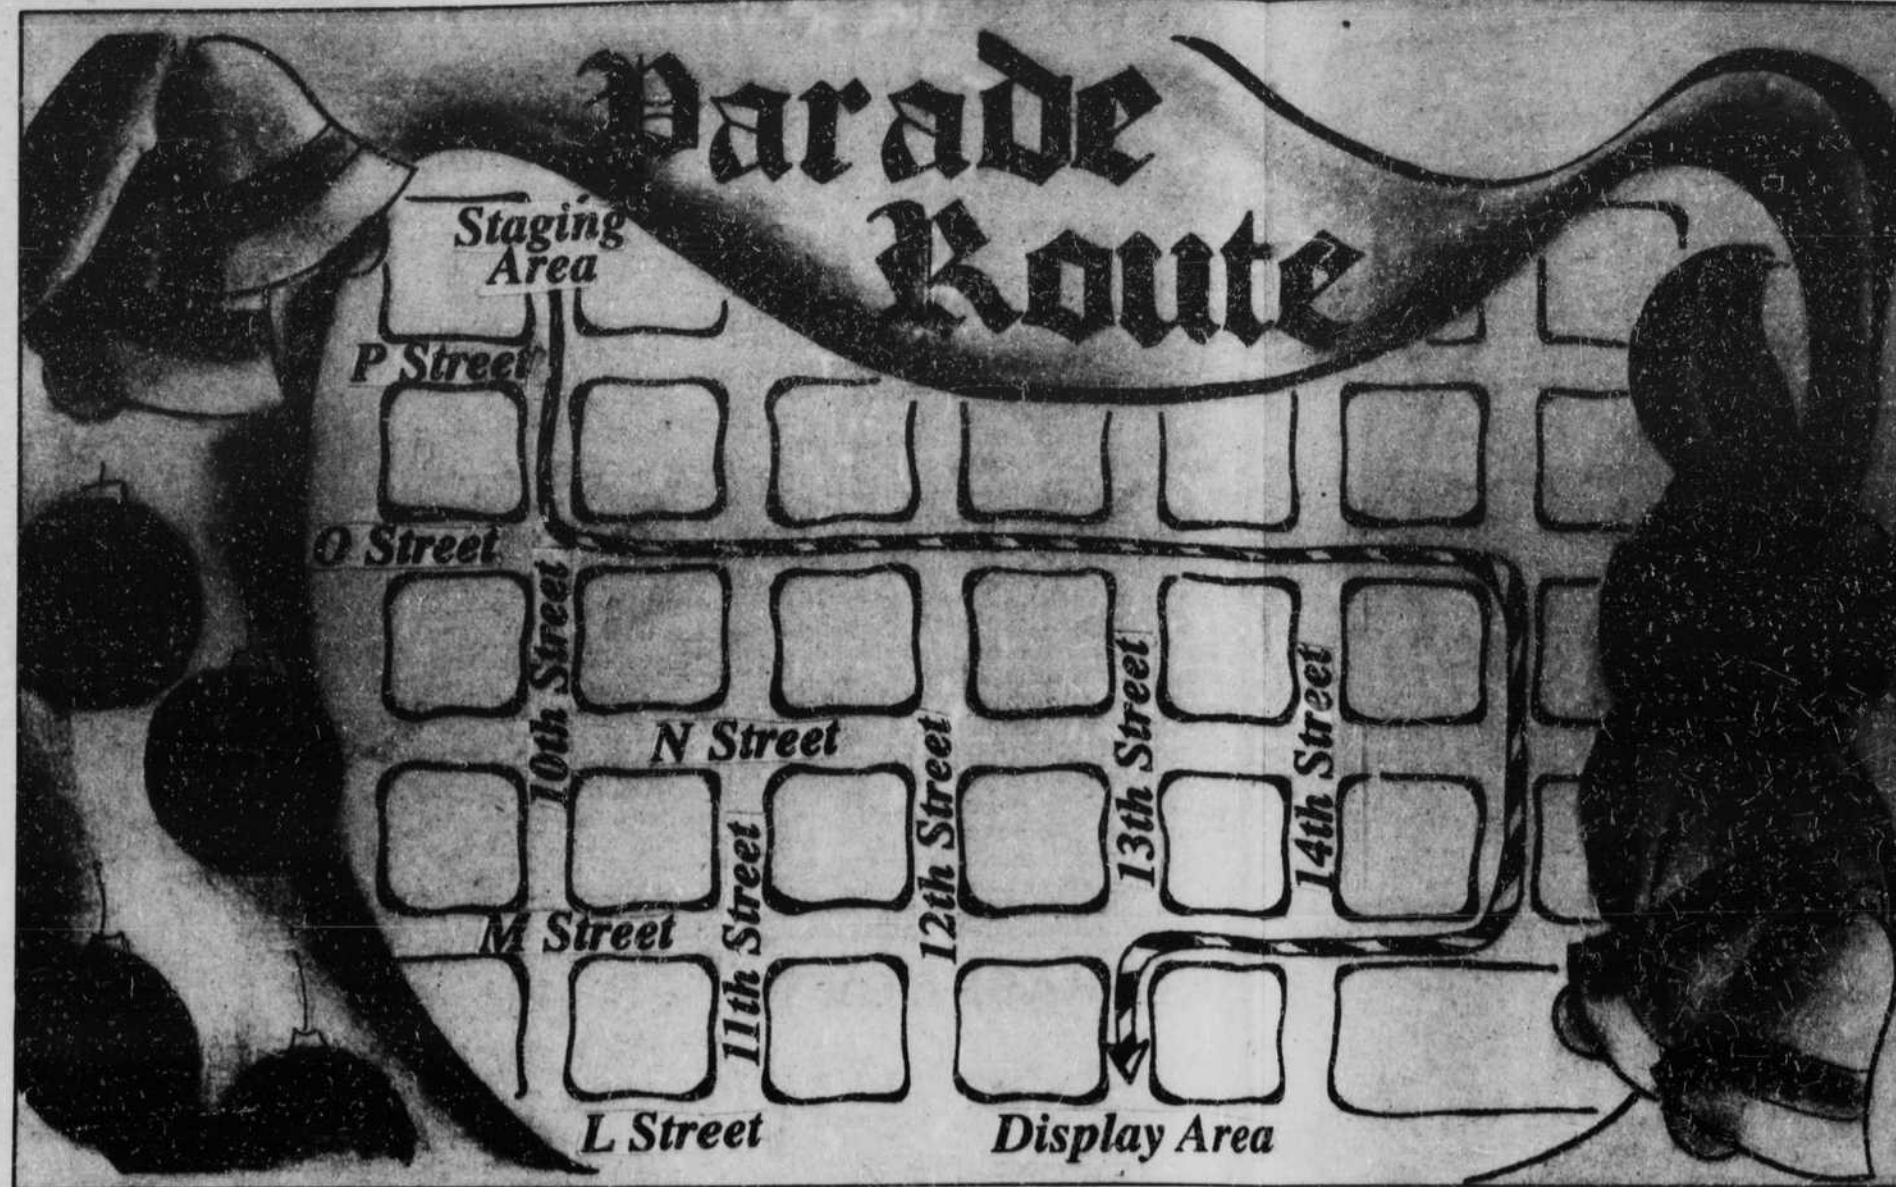 Parade
Route
Staging
Area
P Street
O Street
10th Street
N Street
12th Street
13th Street
14th Street
11th Street
M Street
L Street
Display Area